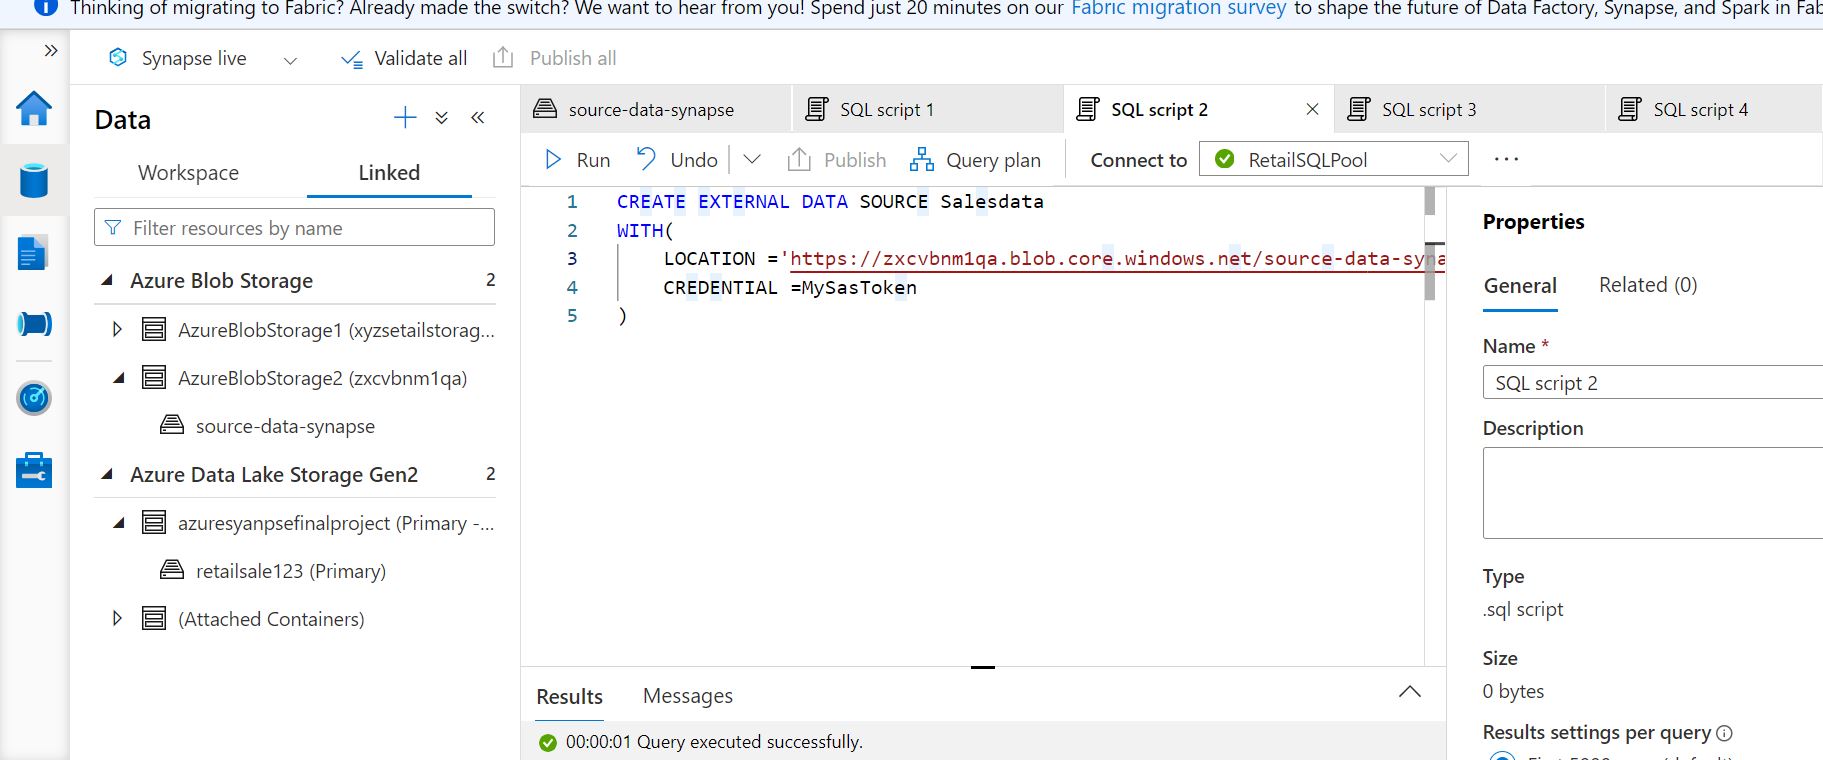 Thinking of migrating to Fabric? Already made the switch? We want to hear from you! Spend just 20 minutes on our Fabric migration survey to shape the future of Data Factory, Synapse, and Spark in Fab
Synapse live
Validate all
Publish all
Data
Workspace
Linked
Filter resources by name
Azure Blob Storage 2
AzureBlobStorage1 (xyzsetailstorag...
AzureBlobStorage2 (zxcvbnm1qa)
source-data-synapse
Azure Data Lake Storage Gen2 2
azuresyanpsefinalproject (Primary -...
retailsale123 (Primary)
(Attached Containers)
source-data-synapse
SQL script 1
SQL script 2
SQL script 3
SQL script 4
Run
Undo
Publish
Query plan
Connect to
RetailSQLPool
1 CREATE EXTERNAL DATA SOURCE Salesdata
2 WITH(
3 LOCATION ='https://zxcvbnm1qa.blob.core.windows.net/source-data-syna
4 CREDENTIAL =MySasToken
5 )
Results
Messages
00:00:01 Query executed successfully.
Properties
General
Related (0)
Name *
SQL script 2
Description
Type
.sql script
Size
0 bytes
Results settings per query